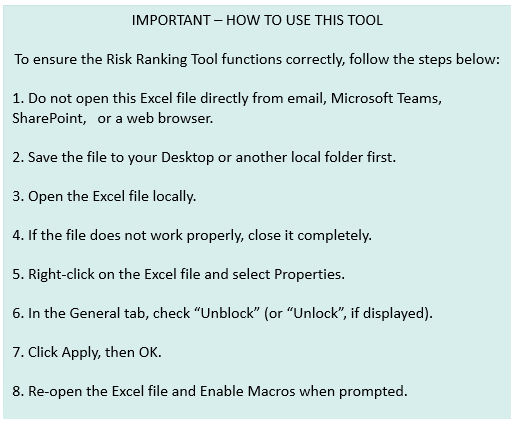 IMPORTANT – HOW TO USE THIS TOOL
To ensure the Risk Ranking Tool functions correctly, follow the steps below:
1. Do not open this Excel file directly from email, Microsoft Teams,
SharePoint,   or a web browser.
2. Save the file to your Desktop or another local folder first.
3. Open the Excel file locally.
4. If the file does not work properly, close it completely.
5. Right-click on the Excel file and select Properties.
6. In the General tab, check “Unblock” (or “Unlock”, if displayed).
7. Click Apply, then OK.
8. Re-open the Excel file and Enable Macros when prompted.